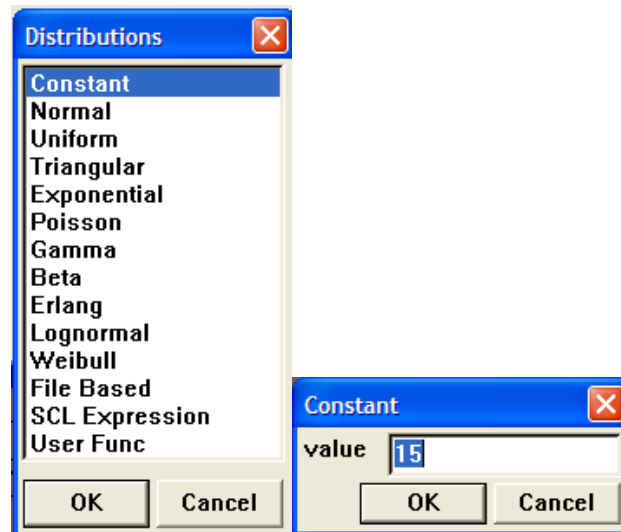 Distributions
Constant
Normal
Uniform
Triangular
Exponential
Poisson
Gamma
Beta
Erlang
Lognormal
Weibull
File Based
SCL Expression
User Func
OK Cancel
Constant
value 15
OK Cancel